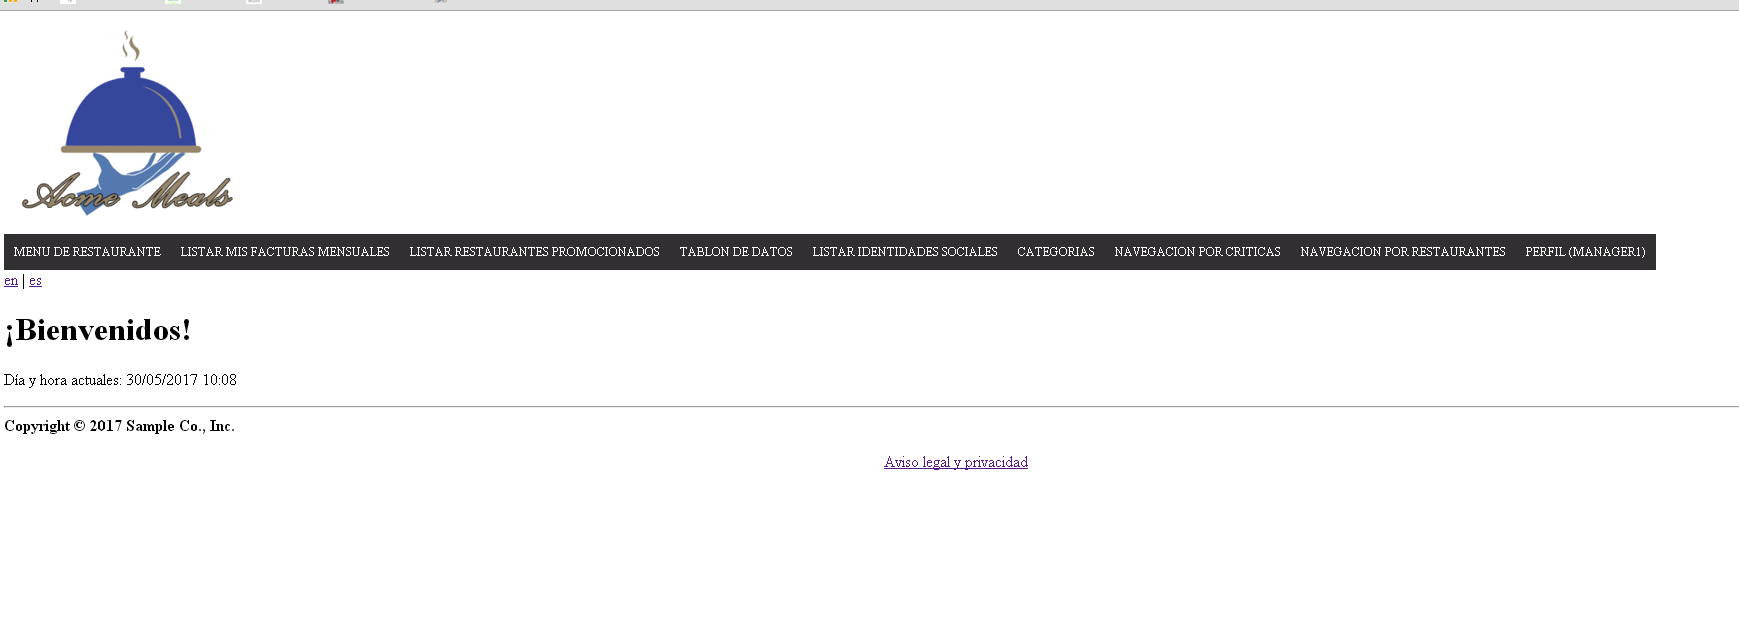 Acme Meals
MENU DE RESTAURANTE LISTAR MIS FACTURAS MENSUALES LISTAR RESTAURANTES PROMOCIONADOS TABLON DE DATOS LISTAR IDENTIDADES SOCIALES CATEGORIAS NAVEGACION POR CRITICAS NAVEGACION POR RESTAURANTES PERFIL (MANAGER1)
en | es
¡Bienvenidos!
Día y hora actuales: 30/05/2017 10:08
Copyright © 2017 Sample Co., Inc.
Aviso legal y privacidad